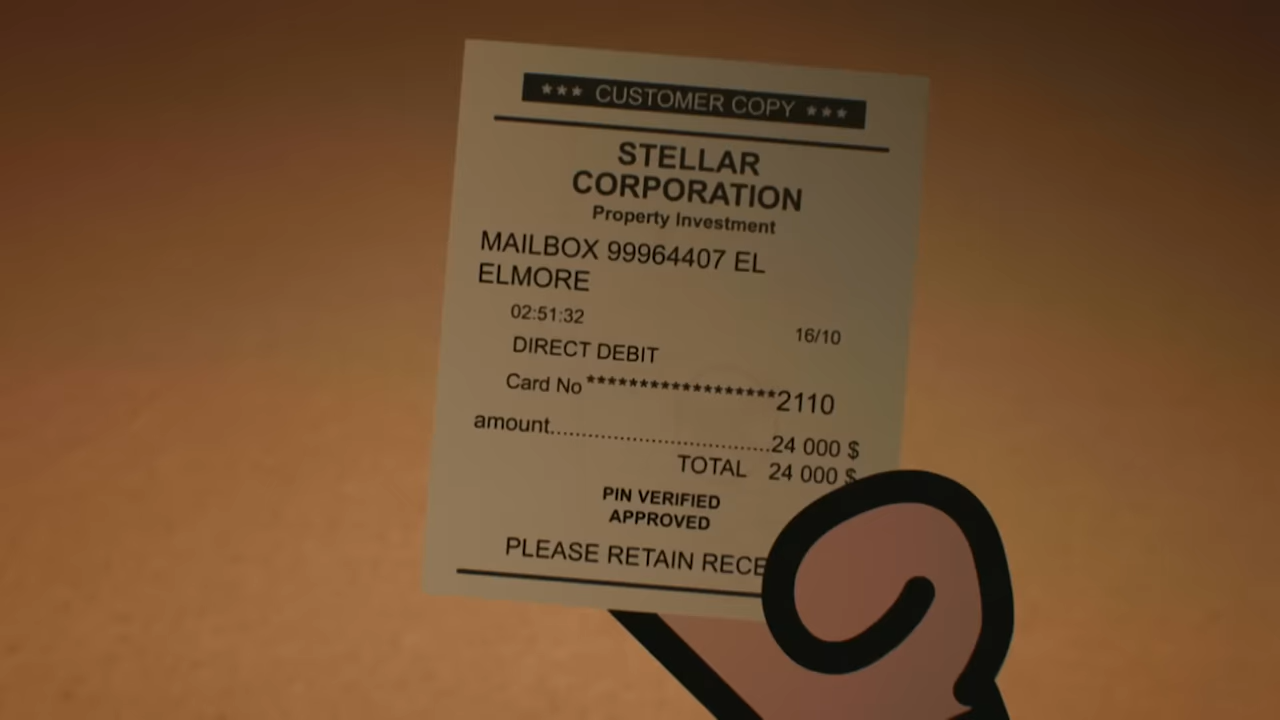 *** CUSTOMER COPY ***
STELLAR
CORPORATION
Property Investment
MAILBOX 99964407 EL
ELMORE
02:51:32 16/10
DIRECT DEBIT
Card No ******************2110
amount..................................24 000 $
TOTAL 24 000 $
PIN VERIFIED
APPROVED
PLEASE RETAIN RECE